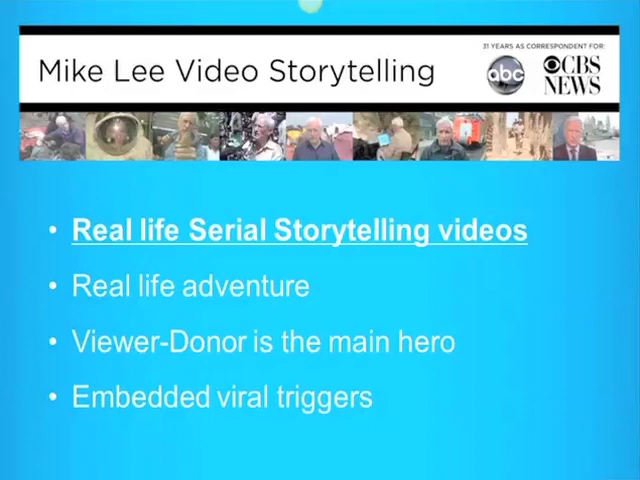 31 YEARS AS CORRESPONDENT FOR:
Mike Lee Video Storytelling
abc
CBS
NEWS
• Real life Serial Storytelling videos
• Real life adventure
• Viewer-Donor is the main hero
• Embedded viral triggers